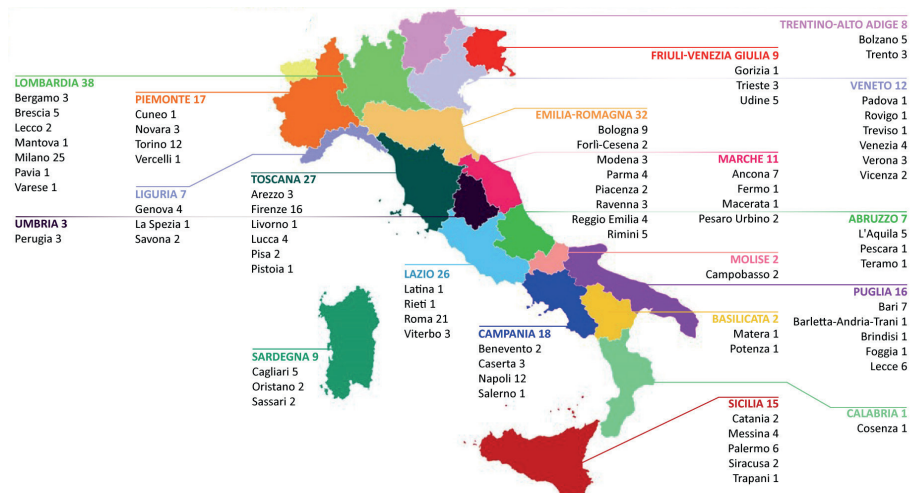 TRENTINO-ALTO ADIGE 8
Bolzano 5
Trento 3
FRIULI-VENEZIA GIULIA 9
Gorizia 1
Trieste 3
Udine 5
LOMBARDIA 38
Bergamo 3
Brescia 5
Lecco 2
Mantova 1
Milano 25
Pavia 1
Varese 1
PIEMONTE 17
Cuneo 1
Novara 3
Torino 12
Vercelli 1
VENETO 12
Padova 1
Rovigo 1
Treviso 1
Venezia 4
Verona 3
Vicenza 2
EMILIA-ROMAGNA 32
Bologna 9
Forlì-Cesena 2
Modena 3
Parma 4
Piacenza 2
Ravenna 3
Reggio Emilia 4
Rimini 5
MARCHE 11
Ancona 7
Fermo 1
Macerata 1
Pesaro Urbino 2
LIGURIA 7
Genova 4
La Spezia 1
Savona 2
TOSCANA 27
Arezzo 3
Firenze 16
Livorno 1
Lucca 4
Pisa 2
Pistoia 1
UMBRIA 3
Perugia 3
ABRUZZO 7
L'Aquila 5
Pescara 1
Teramo 1
MOLISE 2
Campobasso 2
LAZIO 26
Latina 1
Rieti 1
Roma 21
Viterbo 3
PUGLIA 16
Bari 7
Barletta-Andria-Trani 1
Brindisi 1
Foggia 1
Lecce 6
BASILICATA 2
Matera 1
Potenza 1
CAMPANIA 18
Benevento 2
Caserta 3
Napoli 12
Salerno 1
SARDEGNA 9
Cagliari 5
Oristano 2
Sassari 2
SICILIA 15
Catania 2
Messina 4
Palermo 6
Siracusa 2
Trapani 1
CALABRIA 1
Cosenza 1